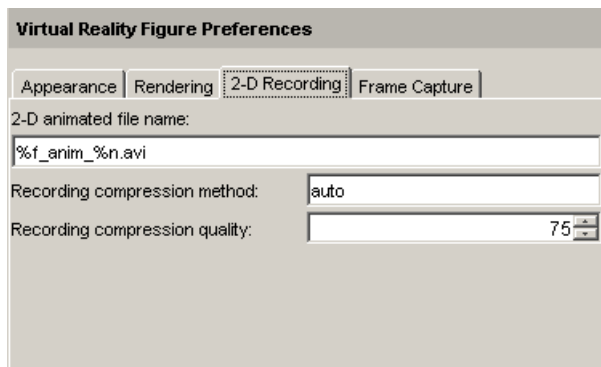 Virtual Reality Figure Preferences
Appearance Rendering 2-D Recording Frame Capture
2-D animated file name:
%f_anim_%n.avi
Recording compression method: auto
Recording compression quality: 75